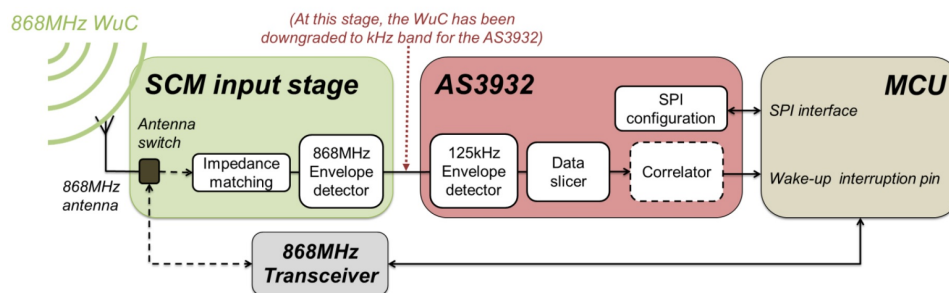 868MHz WuC
(At this stage, the WuC has been
downgraded to kHz band for the AS3932)
SCM input stage
AS3932
MCU
Antenna
switch
Impedance
matching
868MHz
Envelope
detector
125kHz
Envelope
detector
Data
slicer
SPI
configuration
Correlator
SPI interface
Wake-up interruption pin
868MHz
antenna
868MHz
Transceiver